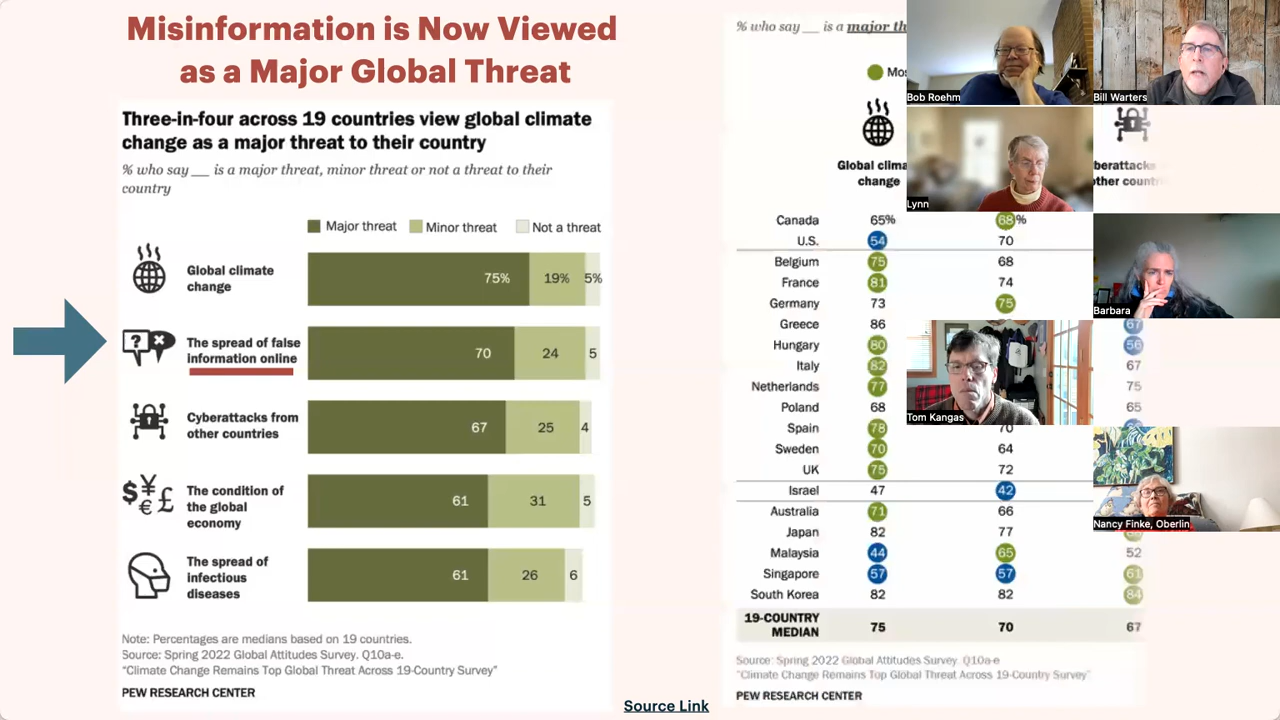 Misinformation is Now Viewed
as a Major Global Threat
Three-in-four across 19 countries view global climate
change as a major threat to their country
% who say __ is a major threat, minor threat or not a threat to their
country
Major threat Minor threat Not a threat
Global climate
change
75% 19% 5%
The spread of false
information online
70 24 5
Cyberattacks from
other countries
67 25 4
The condition of
the global
economy
61 31 5
The spread of
infectious
diseases
61 26 6
Note: Percentages are medians based on 19 countries.
Source: Spring 2022 Global Attitudes Survey. Q10a-e.
"Climate Change Remains Top Global Threat Across 19-Country Survey"
PEW RESEARCH CENTER
Source Link
% who say __ is a major
Global
change
other
Canada 65% 68%
U.S. 54 70
Belgium 75 68
France 81 74
Germany 73 75
Greece 86 67
Hungary 80 56
Italy 82 67
Netherlands 77 75
Poland 68 65
Spain 78 70
Sweden 70 64
UK 75 72
Israel 47 42
Australia 71 66
Japan 82 77
Malaysia 44 65 52
Singapore 57 57 61
South Korea 82 82 84
19-COUNTRY
MEDIAN 75 70 67
Source: Spring 2022 Global Attitudes Survey. Q10a-e
"Climate Change Remains Top Global Threat Across 19-Country Survey"
PEW RESEARCH CENTER
Bob Roehm
Bill Warters
Lynn
Barbara
Tom Kangas
Nancy Finke, Oberlin